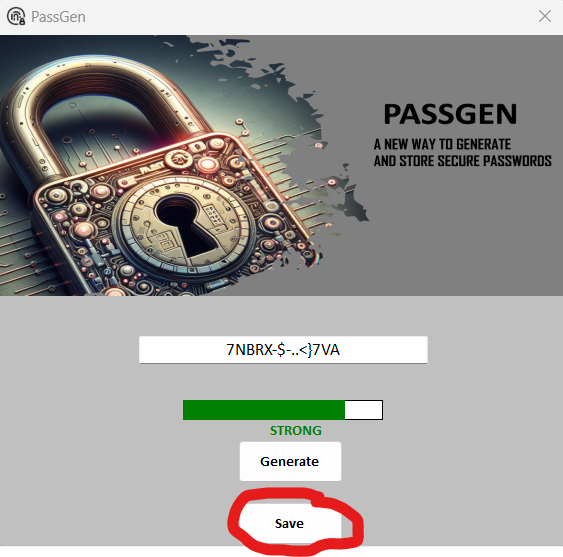 PassGen
PASSGEN
A NEW WAY TO GENERATE
AND STORE SECURE PASSWORDS
7NBRX-$-..<}7VA
STRONG
Generate
Save